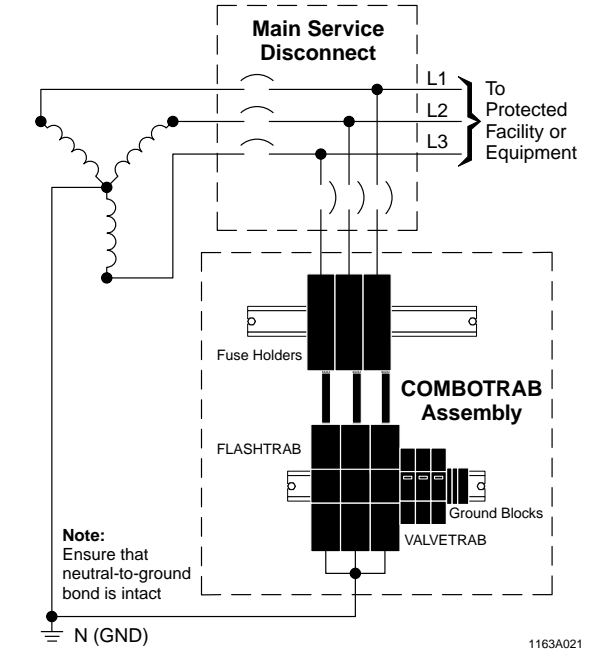 Main Service
Disconnect
L1
L2
L3
To
Protected
Facility or
Equipment
Fuse Holders
COMBOTRAB
Assembly
FLASHTRAB
Ground Blocks
VALVETRAB
Note:
Ensure that
neutral-to-ground
bond is intact
N (GND)
1163A021